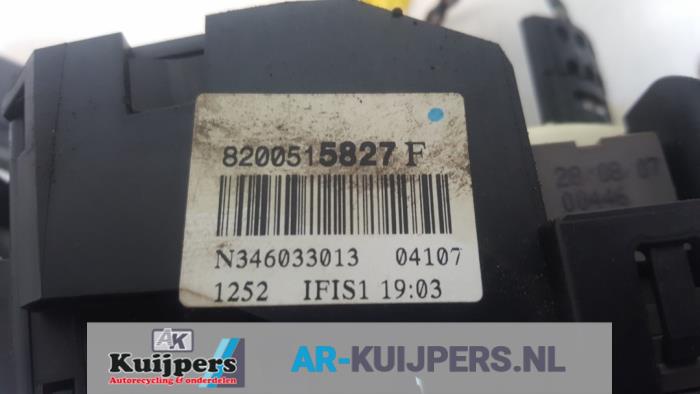 8200515827 F
28 08 07
00446
N346033013 04107
1252 IFIS1 19:03
AK
Kuijpers
Autorecycling & onderdelen
AR-KUIJPERS.NL